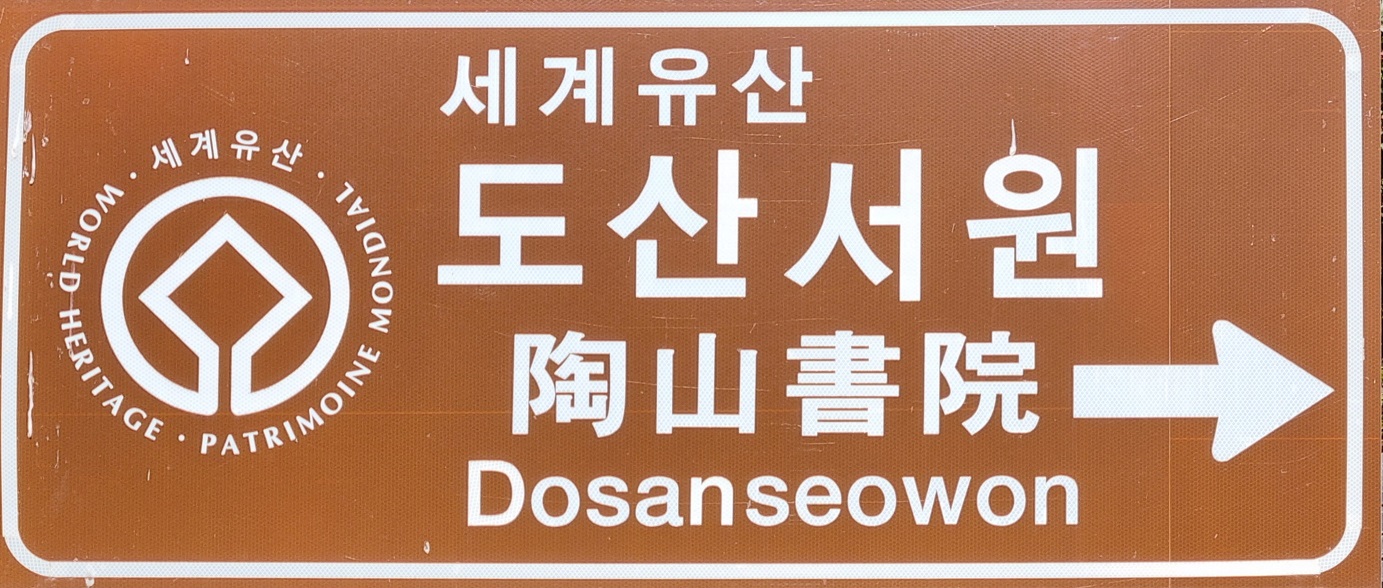 세계유산
도산서원
陶山書院
Dosanseowon
세계유산 · WORLD HERITAGE · PATRIMOINE MONDIAL ·